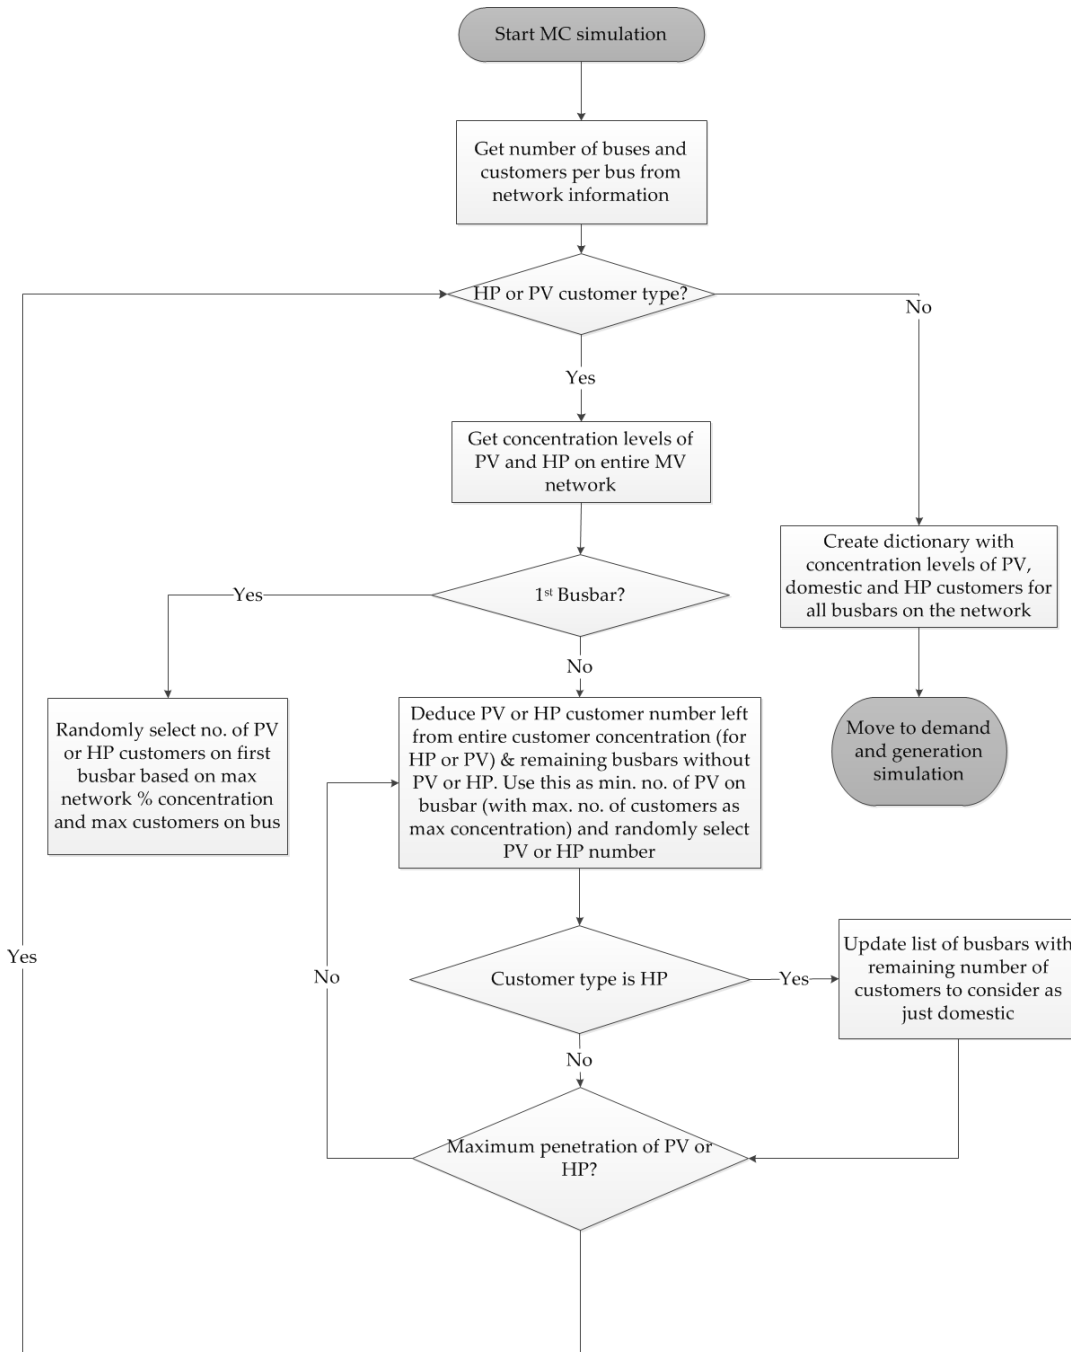 Start MC simulation
Get number of buses and
customers per bus from
network information
HP or PV customer type?
No
Yes
Get concentration levels of
PV and HP on entire MV
network
Create dictionary with
concentration levels of PV,
domestic and HP customers for
all busbars on the network
Yes
1st Busbar?
No
Randomly select no. of PV
or HP customers on first
busbar based on max
network % concentration
and max customers on bus
Deduce PV or HP customer number left
from entire customer concentration (for
HP or PV) & remaining busbars without
PV or HP. Use this as min. no. of PV on
busbar (with max. no. of customers as
max concentration) and randomly select
PV or HP number
Move to demand
and generation
simulation
Yes
No
Customer type is HP
Yes
Update list of busbars with
remaining number of
customers to consider as
just domestic
No
Maximum penetration of PV or
HP?